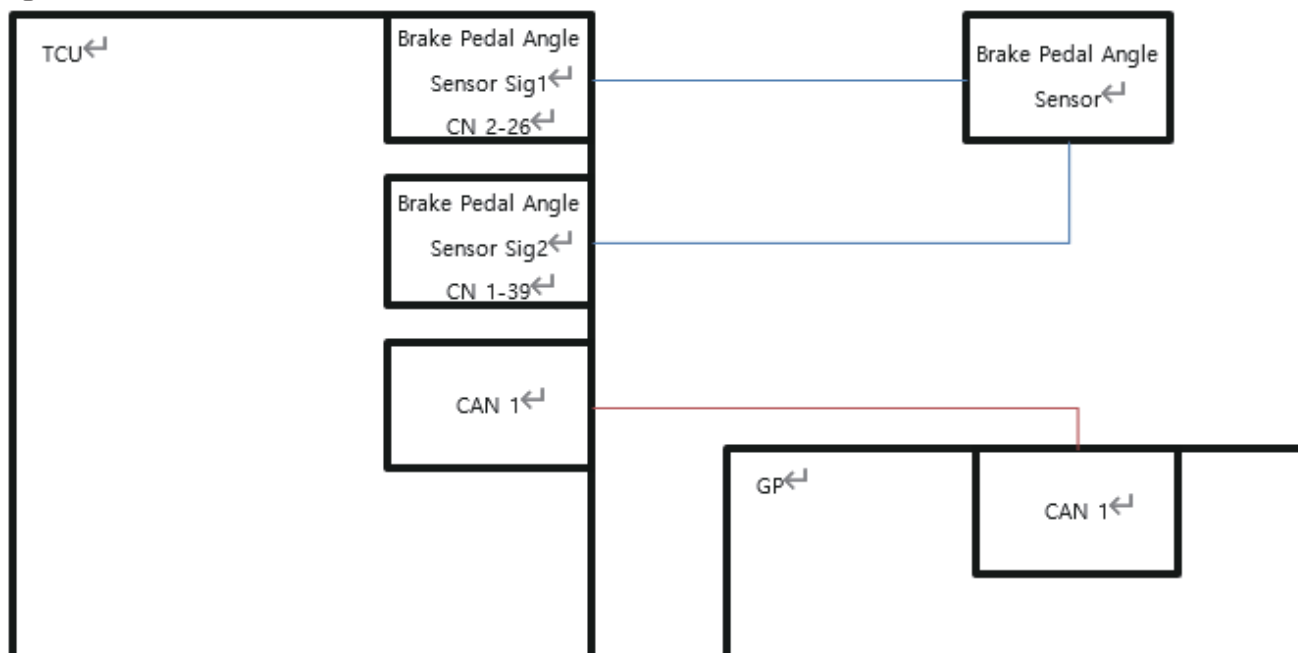 TCU↵
Brake Pedal Angle
Sensor Sig1↵
CN 2-26↵
Brake Pedal Angle
Sensor↵
Brake Pedal Angle
Sensor Sig2↵
CN 1-39↵
CAN 1↵
GP↵
CAN 1↵